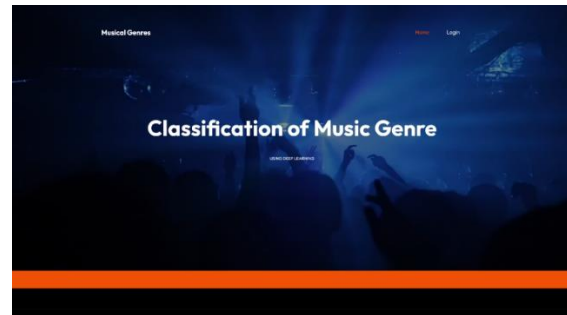 Musical Genres
Home Login
Classification of Music Genre
USING DEEP LEARNING